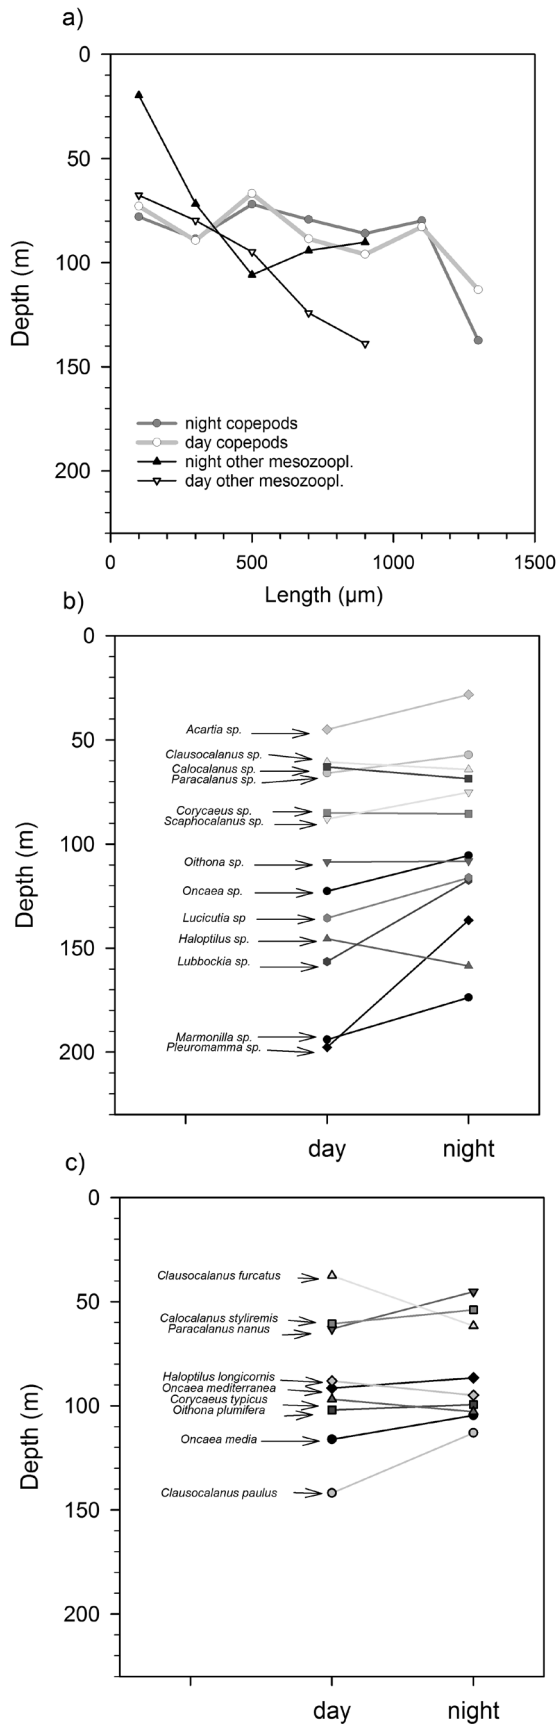 a)
0
50
100
150
200
Depth (m)
night copepods
day copepods
night other mesozoopl.
day other mesozoopl.
0 500 1000 1500
Length (µm)
b)
0
50
100
150
200
Depth (m)
Acartia sp.
Clausocalanus sp.
Calocalanus sp.
Paracalanus sp.
Corycaeus sp.
Scaphocalanus sp.
Oithona sp.
Oncaea sp.
Lucicutia sp
Haloptilus sp.
Lubbockia sp.
Marmonilla sp.
Pleuromamma sp.
day night
c)
0
50
100
150
200
Depth (m)
Clausocalanus furcatus
Calocalanus styliremis
Paracalanus nanus
Haloptilus longicornis
Oncaea mediterranea
Corycaeus typicus
Oithona plumifera
Oncaea media
Clausocalanus paulus
day night